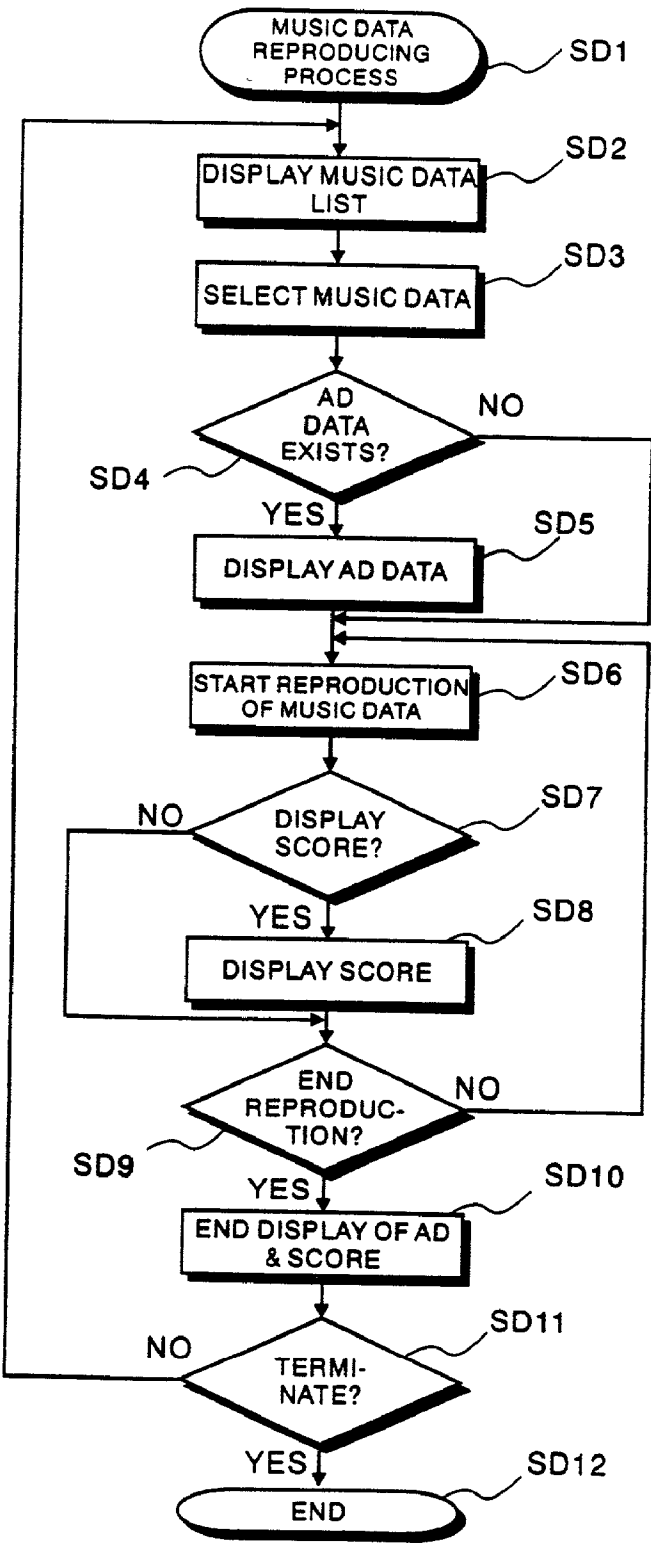 MUSIC DATA
REPRODUCING
PROCESS
SD1
SD2
DISPLAY MUSIC DATA
LIST
SD3
SELECT MUSIC DATA
AD
DATA
EXISTS?
NO
SD4
YES
SD5
DISPLAY AD DATA
SD6
START REPRODUCTION
OF MUSIC DATA
SD7
NO
DISPLAY
SCORE?
YES
SD8
DISPLAY SCORE
END
REPRODUC-
TION?
NO
SD9
YES
SD10
END DISPLAY OF AD
& SCORE
SD11
NO
TERMI-
NATE?
YES
SD12
END